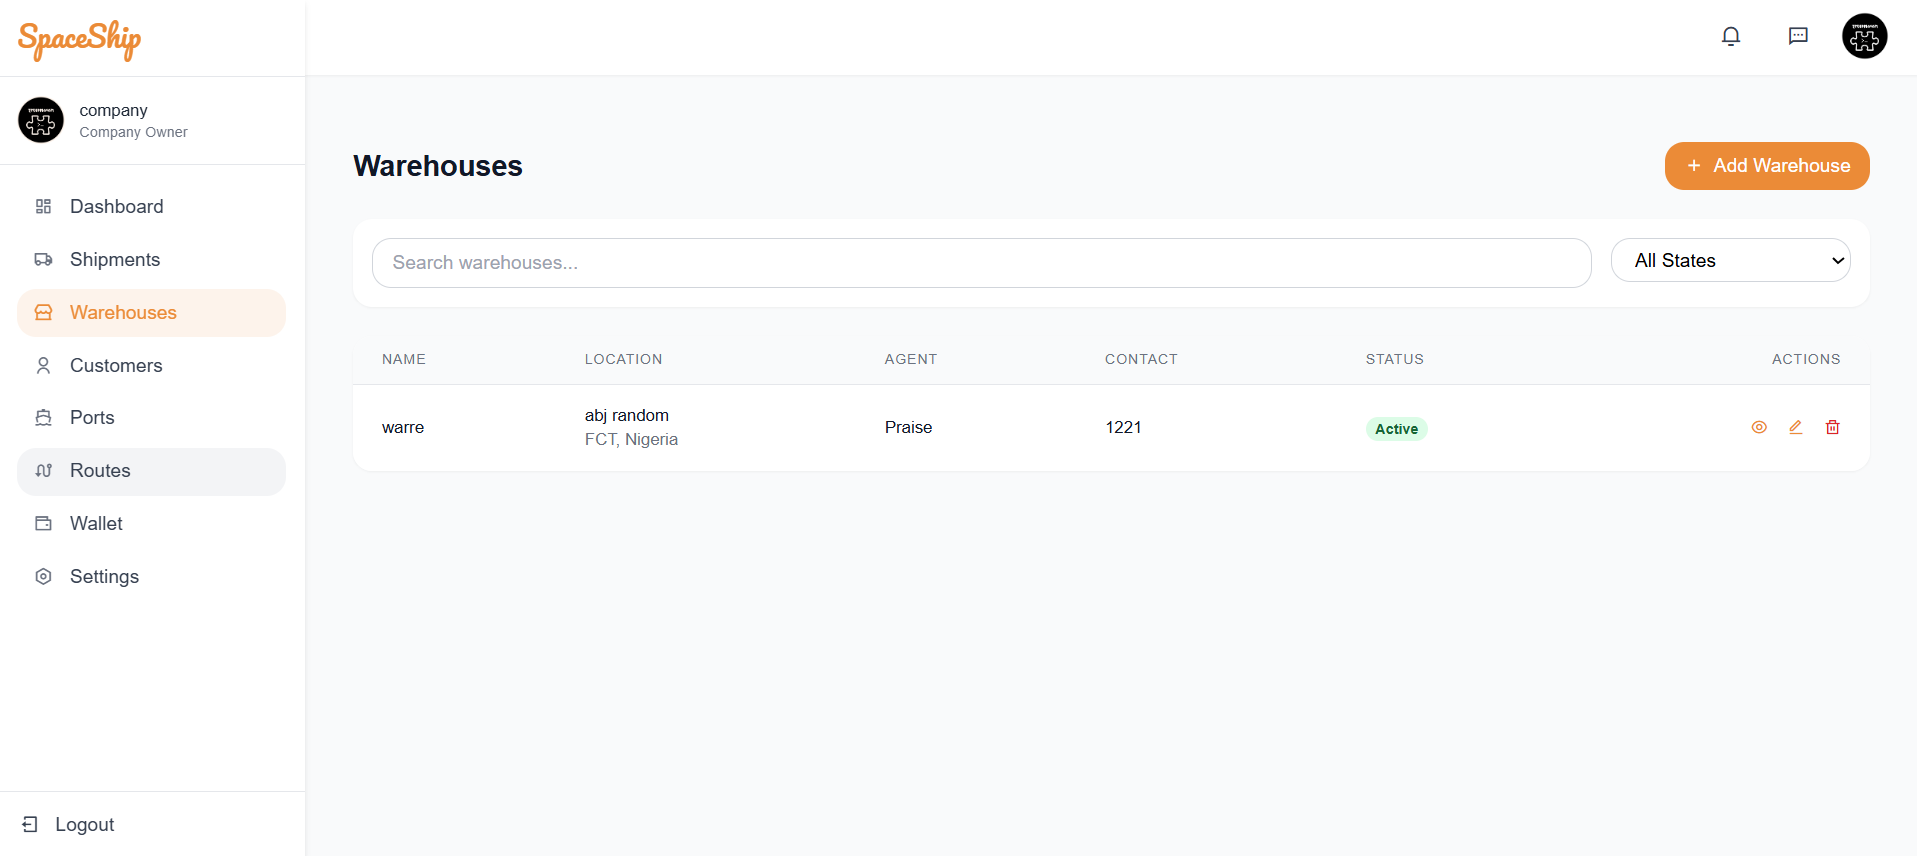 SpaceShip
company
Company Owner
Dashboard
Shipments
Warehouses
Customers
Ports
Routes
Wallet
Settings
Logout
Warehouses
+ Add Warehouse
Search warehouses...
All States
NAME LOCATION AGENT CONTACT STATUS ACTIONS
warre abj random Praise 1221 Active
FCT, Nigeria